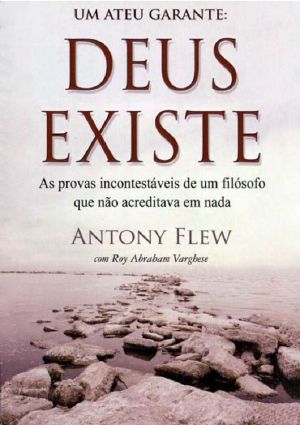 UM ATEU GARANTE:
DEUS
EXISTE
As provas incontestáveis de um filósofo
que não acreditava em nada
ANTONY FLEW
com Roy Abraham Varghese